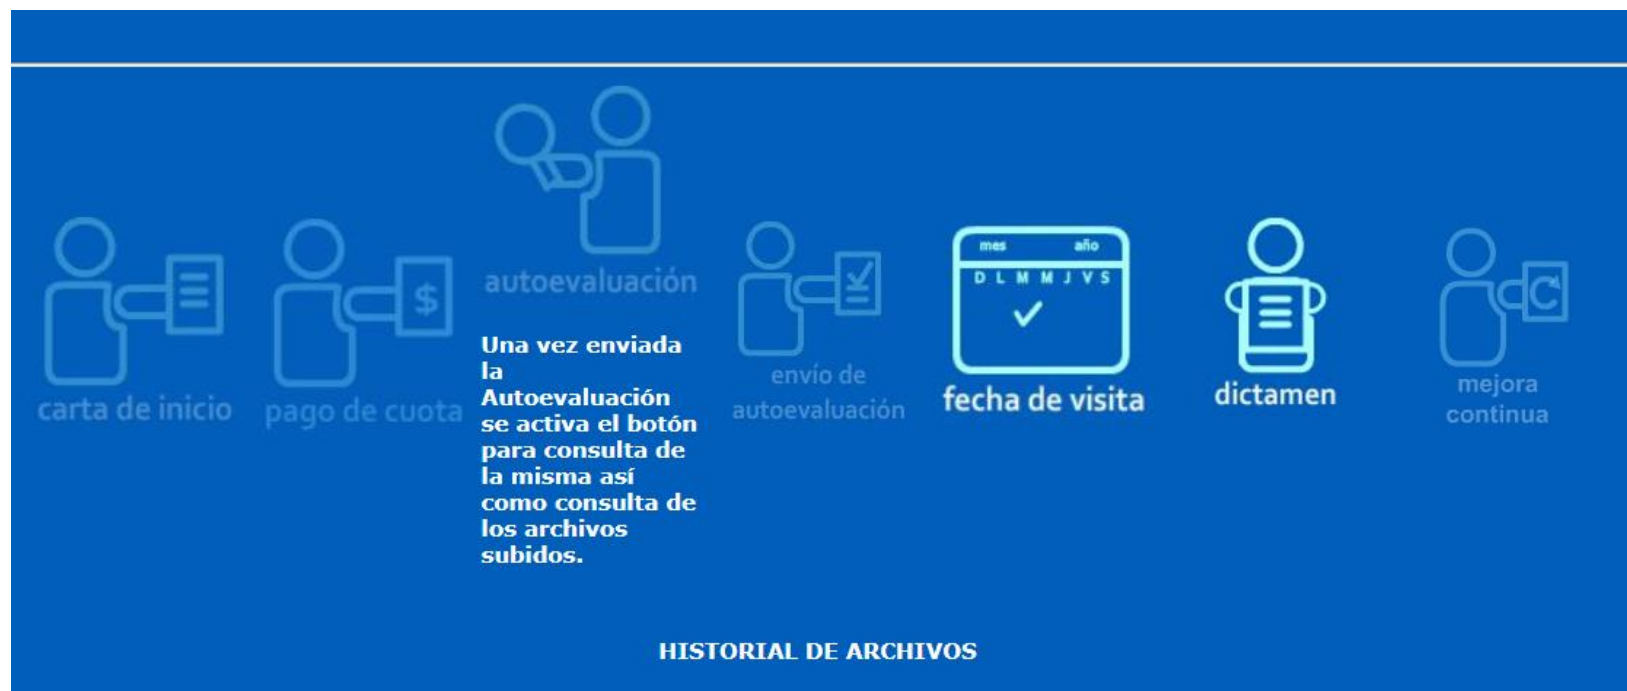 carta de inicio
$
pago de cuota
autoevaluación
Una vez enviada
la
Autoevaluación
se activa el botón
para consulta de
la misma así
como consulta de
los archivos
subidos.
envío de
autoevaluación
mes año
D L M M J V S
fecha de visita
dictamen
mejora
continua
HISTORIAL DE ARCHIVOS